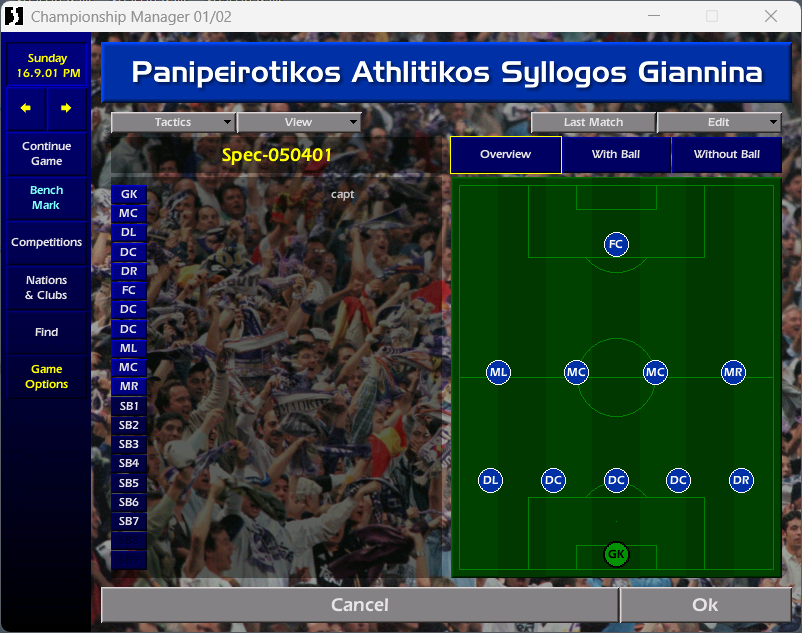 Championship Manager 01/02
Sunday
16.9.01 PM
Continue
Game
Bench
Mark
Competitions
Nations
& Clubs
Find
Game
Options
Panipeirotikos Athlitikos Syllogos Giannina
Tactics View Last Match Edit
Spec-050401
Overview With Ball Without Ball
GK capt
MC
DL
DC
DR
FC
DC
DC
ML
MC
MR
SB1
SB2
SB3
SB4
SB5
SB6
SB7
FC
ML MC MC MR
DL DC DC DC DR
GK
Cancel Ok